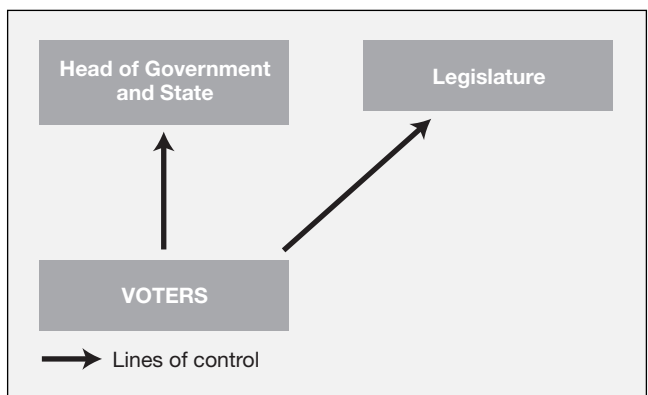 Head of Government
and State
Legislature
VOTERS
Lines of control